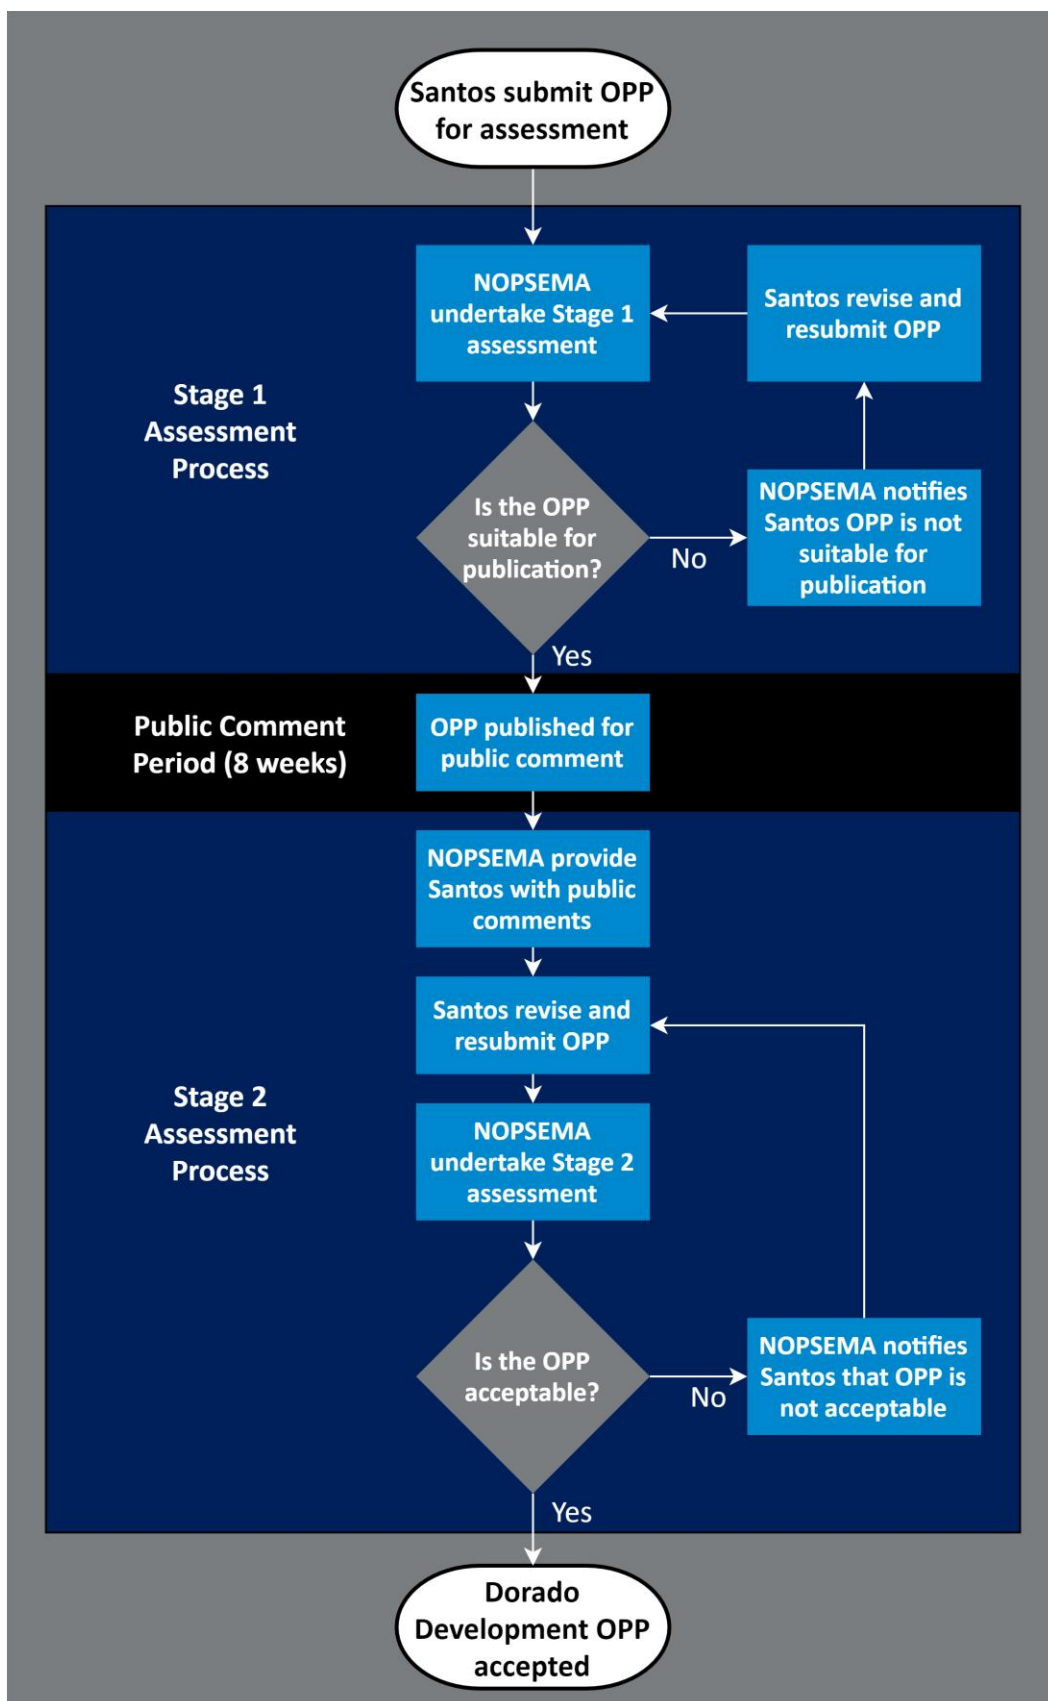 Santos submit OPP
for assessment
NOPSEMA
undertake Stage 1
assessment
Santos revise and
resubmit OPP
Stage 1
Assessment
Process
Is the OPP
suitable for
publication?
No
NOPSEMA notifies
Santos OPP is not
suitable for
publication
Yes
Public Comment
Period (8 weeks)
OPP published for
public comment
NOPSEMA provide
Santos with public
comments
Santos revise and
resubmit OPP
Stage 2
Assessment
Process
NOPSEMA
undertake Stage 2
assessment
Is the OPP
acceptable?
No
NOPSEMA notifies
Santos that OPP is
not acceptable
Yes
Dorado
Development OPP
accepted